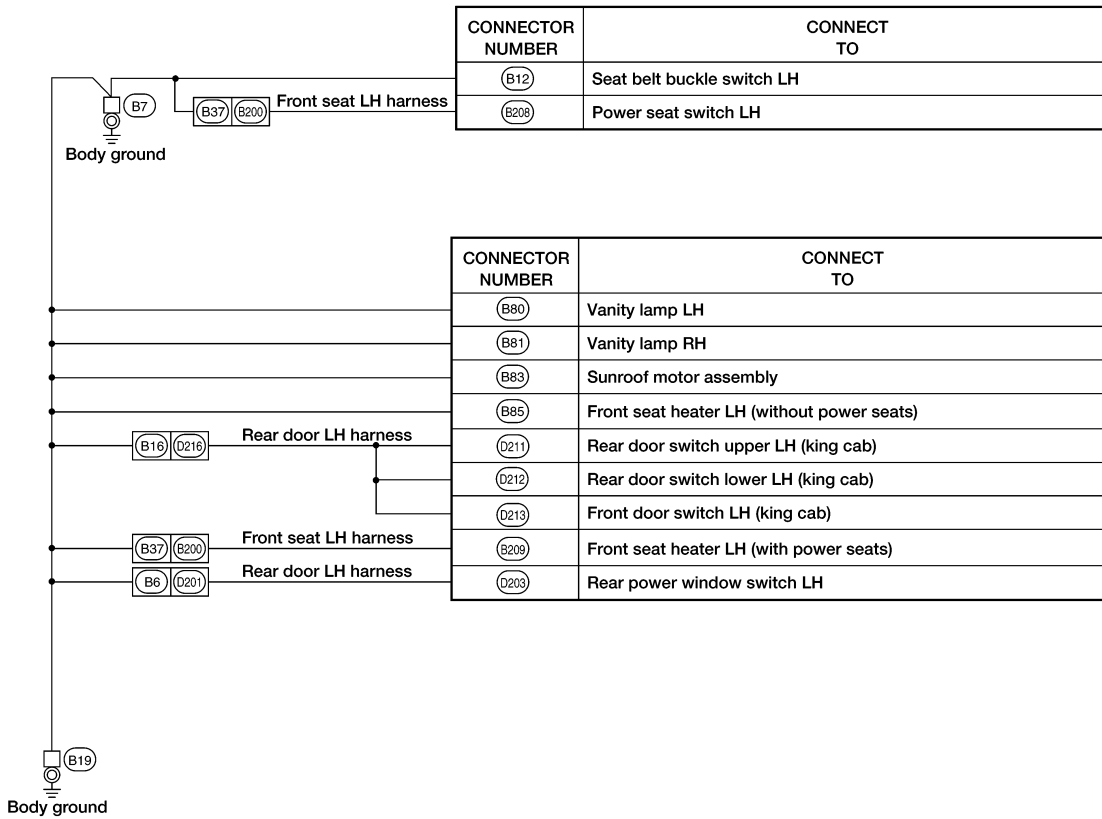 CONNECTOR NUMBER CONNECT TO
B12 Seat belt buckle switch LH
B7
B37 B200 Front seat LH harness B208 Power seat switch LH
Body ground
CONNECTOR NUMBER CONNECT TO
B80 Vanity lamp LH
B81 Vanity lamp RH
B83 Sunroof motor assembly
B85 Front seat heater LH (without power seats)
B16 D216 Rear door LH harness D211 Rear door switch upper LH (king cab)
D212 Rear door switch lower LH (king cab)
D213 Front door switch LH (king cab)
B37 B200 Front seat LH harness B209 Front seat heater LH (with power seats)
B6 D201 Rear door LH harness D203 Rear power window switch LH
B19
Body ground